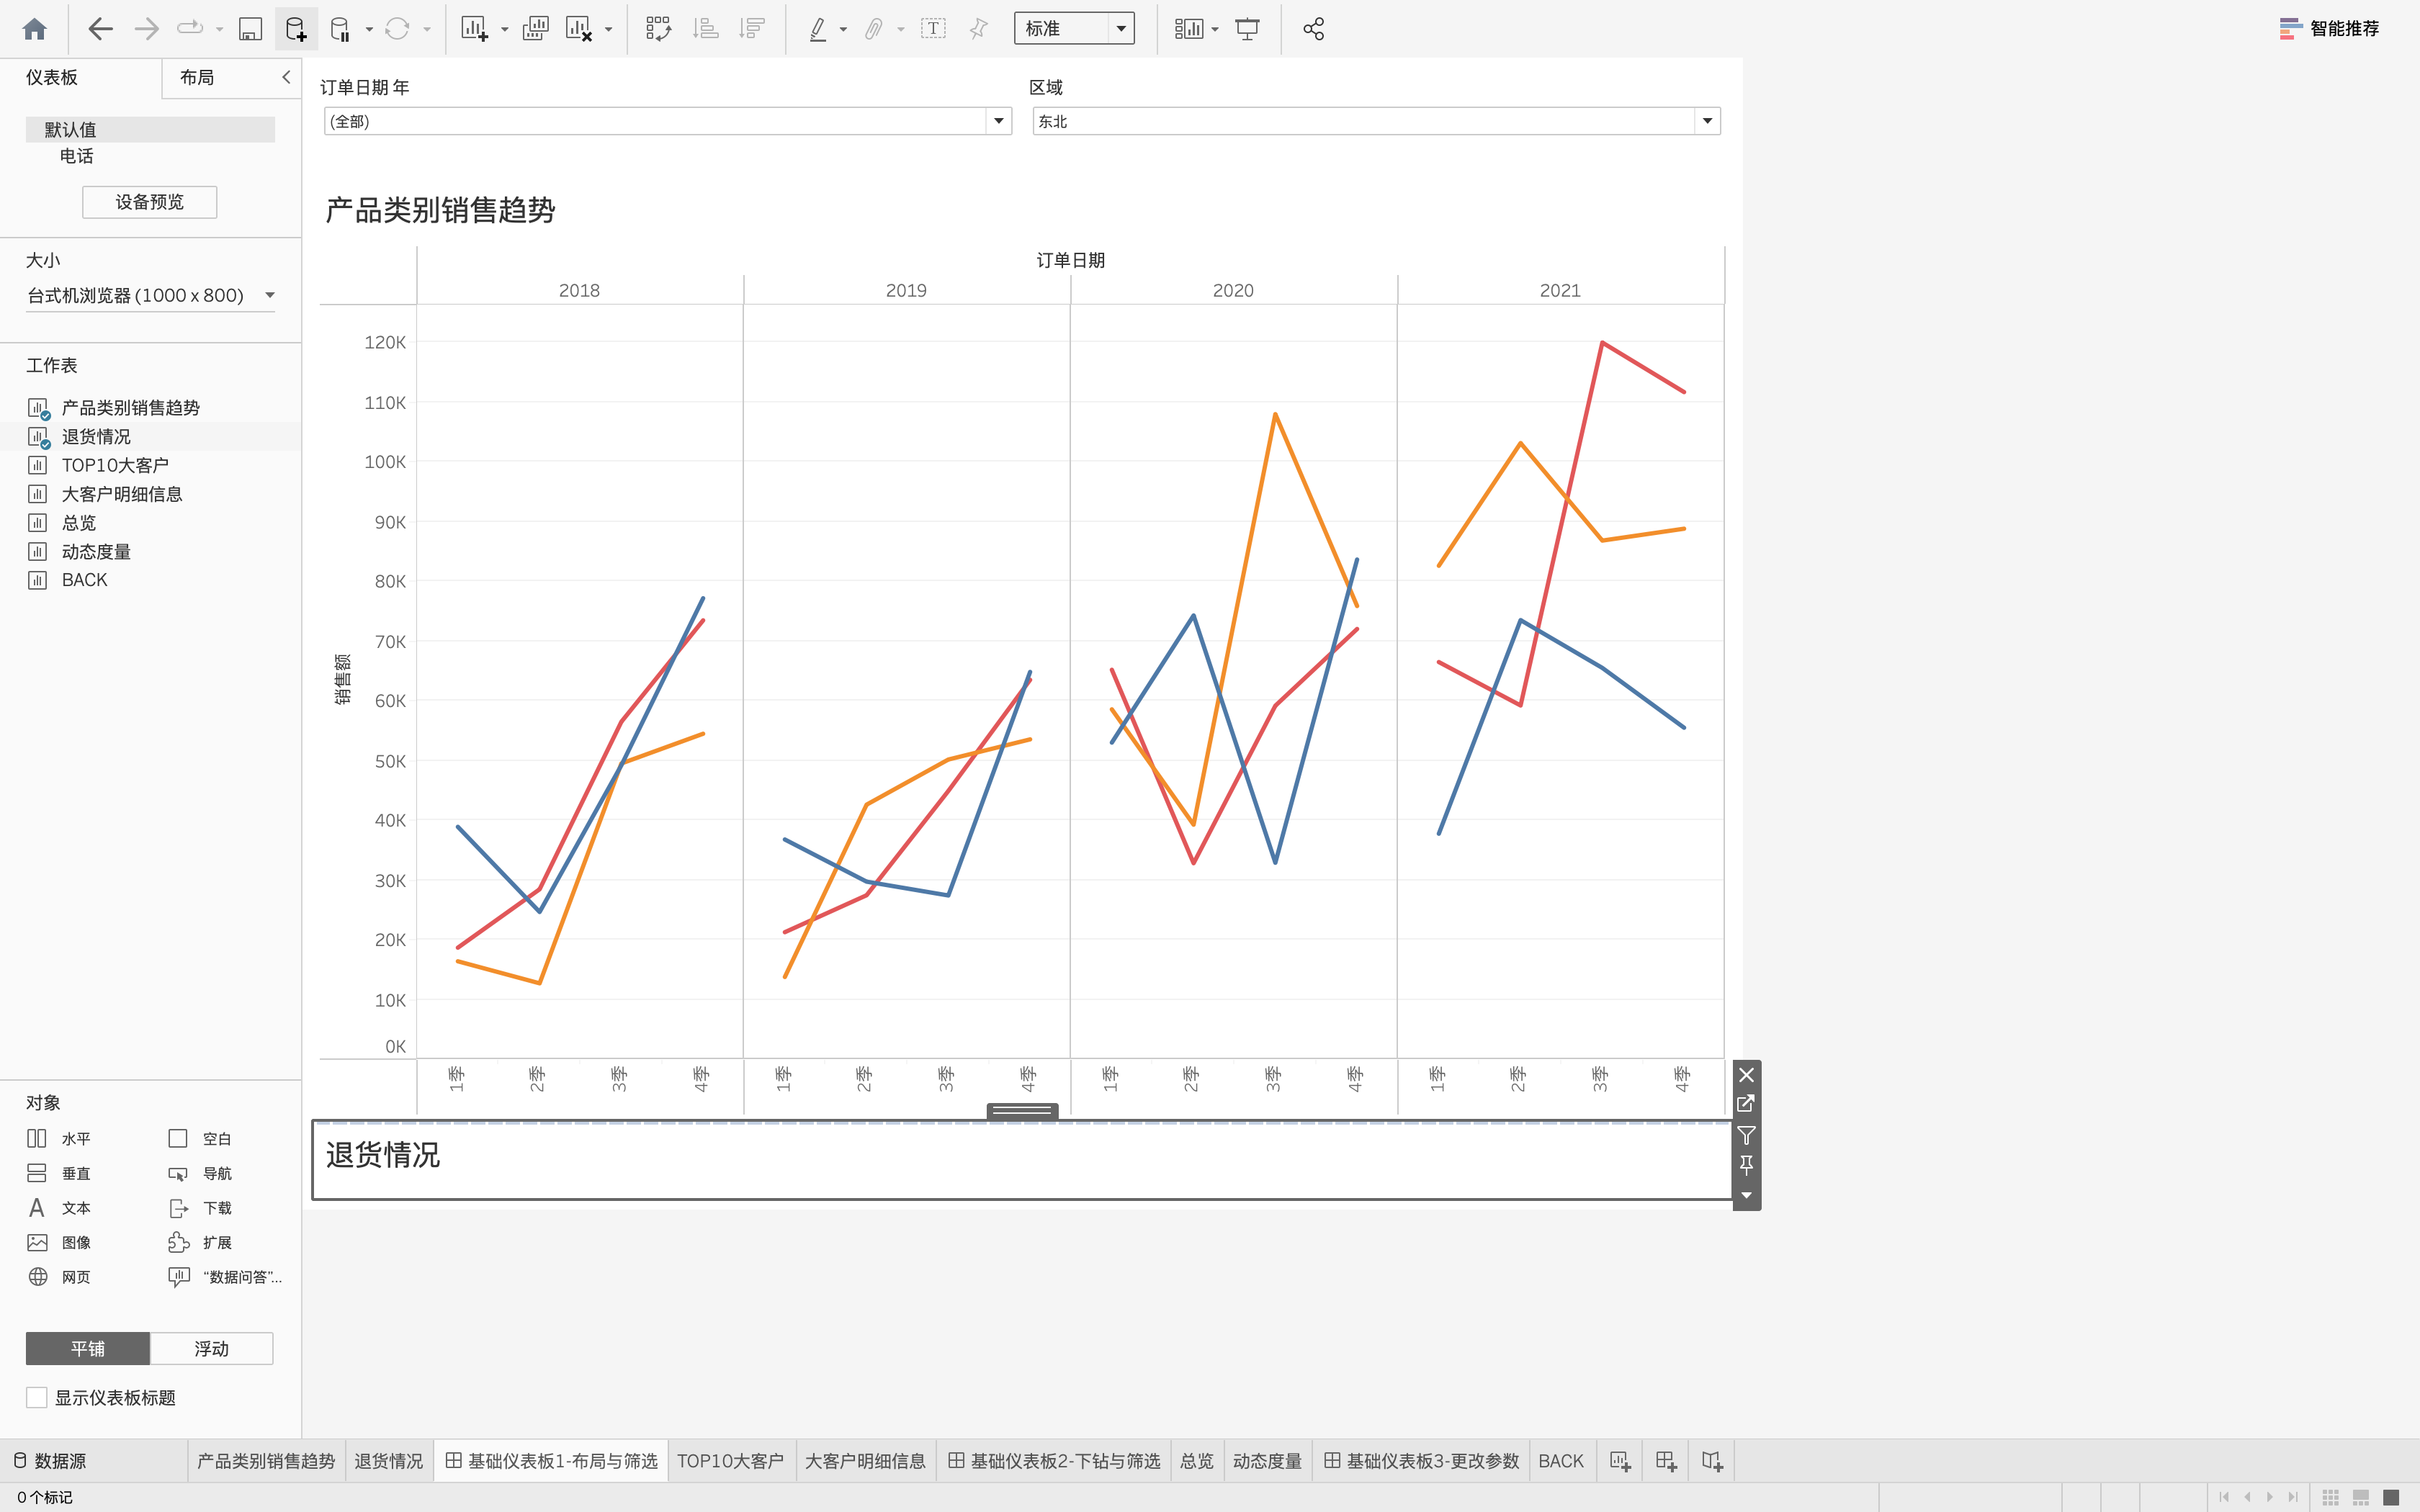 标准
智能推荐
仪表板
布局
默认值
电话
设备预览
大小
台式机浏览器 (1000 x 800)
工作表
产品类别销售趋势
退货情况
TOP10大客户
大客户明细信息
总览
动态度量
BACK
对象
水平
空白
垂直
导航
A 文本
下载
图像
扩展
网页
“数据问答”...
平铺
浮动
显示仪表板标题
订单日期 年
区域
(全部)
东北
产品类别销售趋势
订单日期
2018
2019
2020
2021
120K
110K
100K
90K
80K
70K
60K
50K
40K
30K
20K
10K
0K
销售额
1季
2季
3季
4季
1季
2季
3季
4季
1季
2季
3季
4季
1季
2季
3季
4季
退货情况
数据源
产品类别销售趋势
退货情况
基础仪表板1-布局与筛选
TOP10大客户
大客户明细信息
基础仪表板2-下钻与筛选
总览
动态度量
基础仪表板3-更改参数
BACK
0 个标记